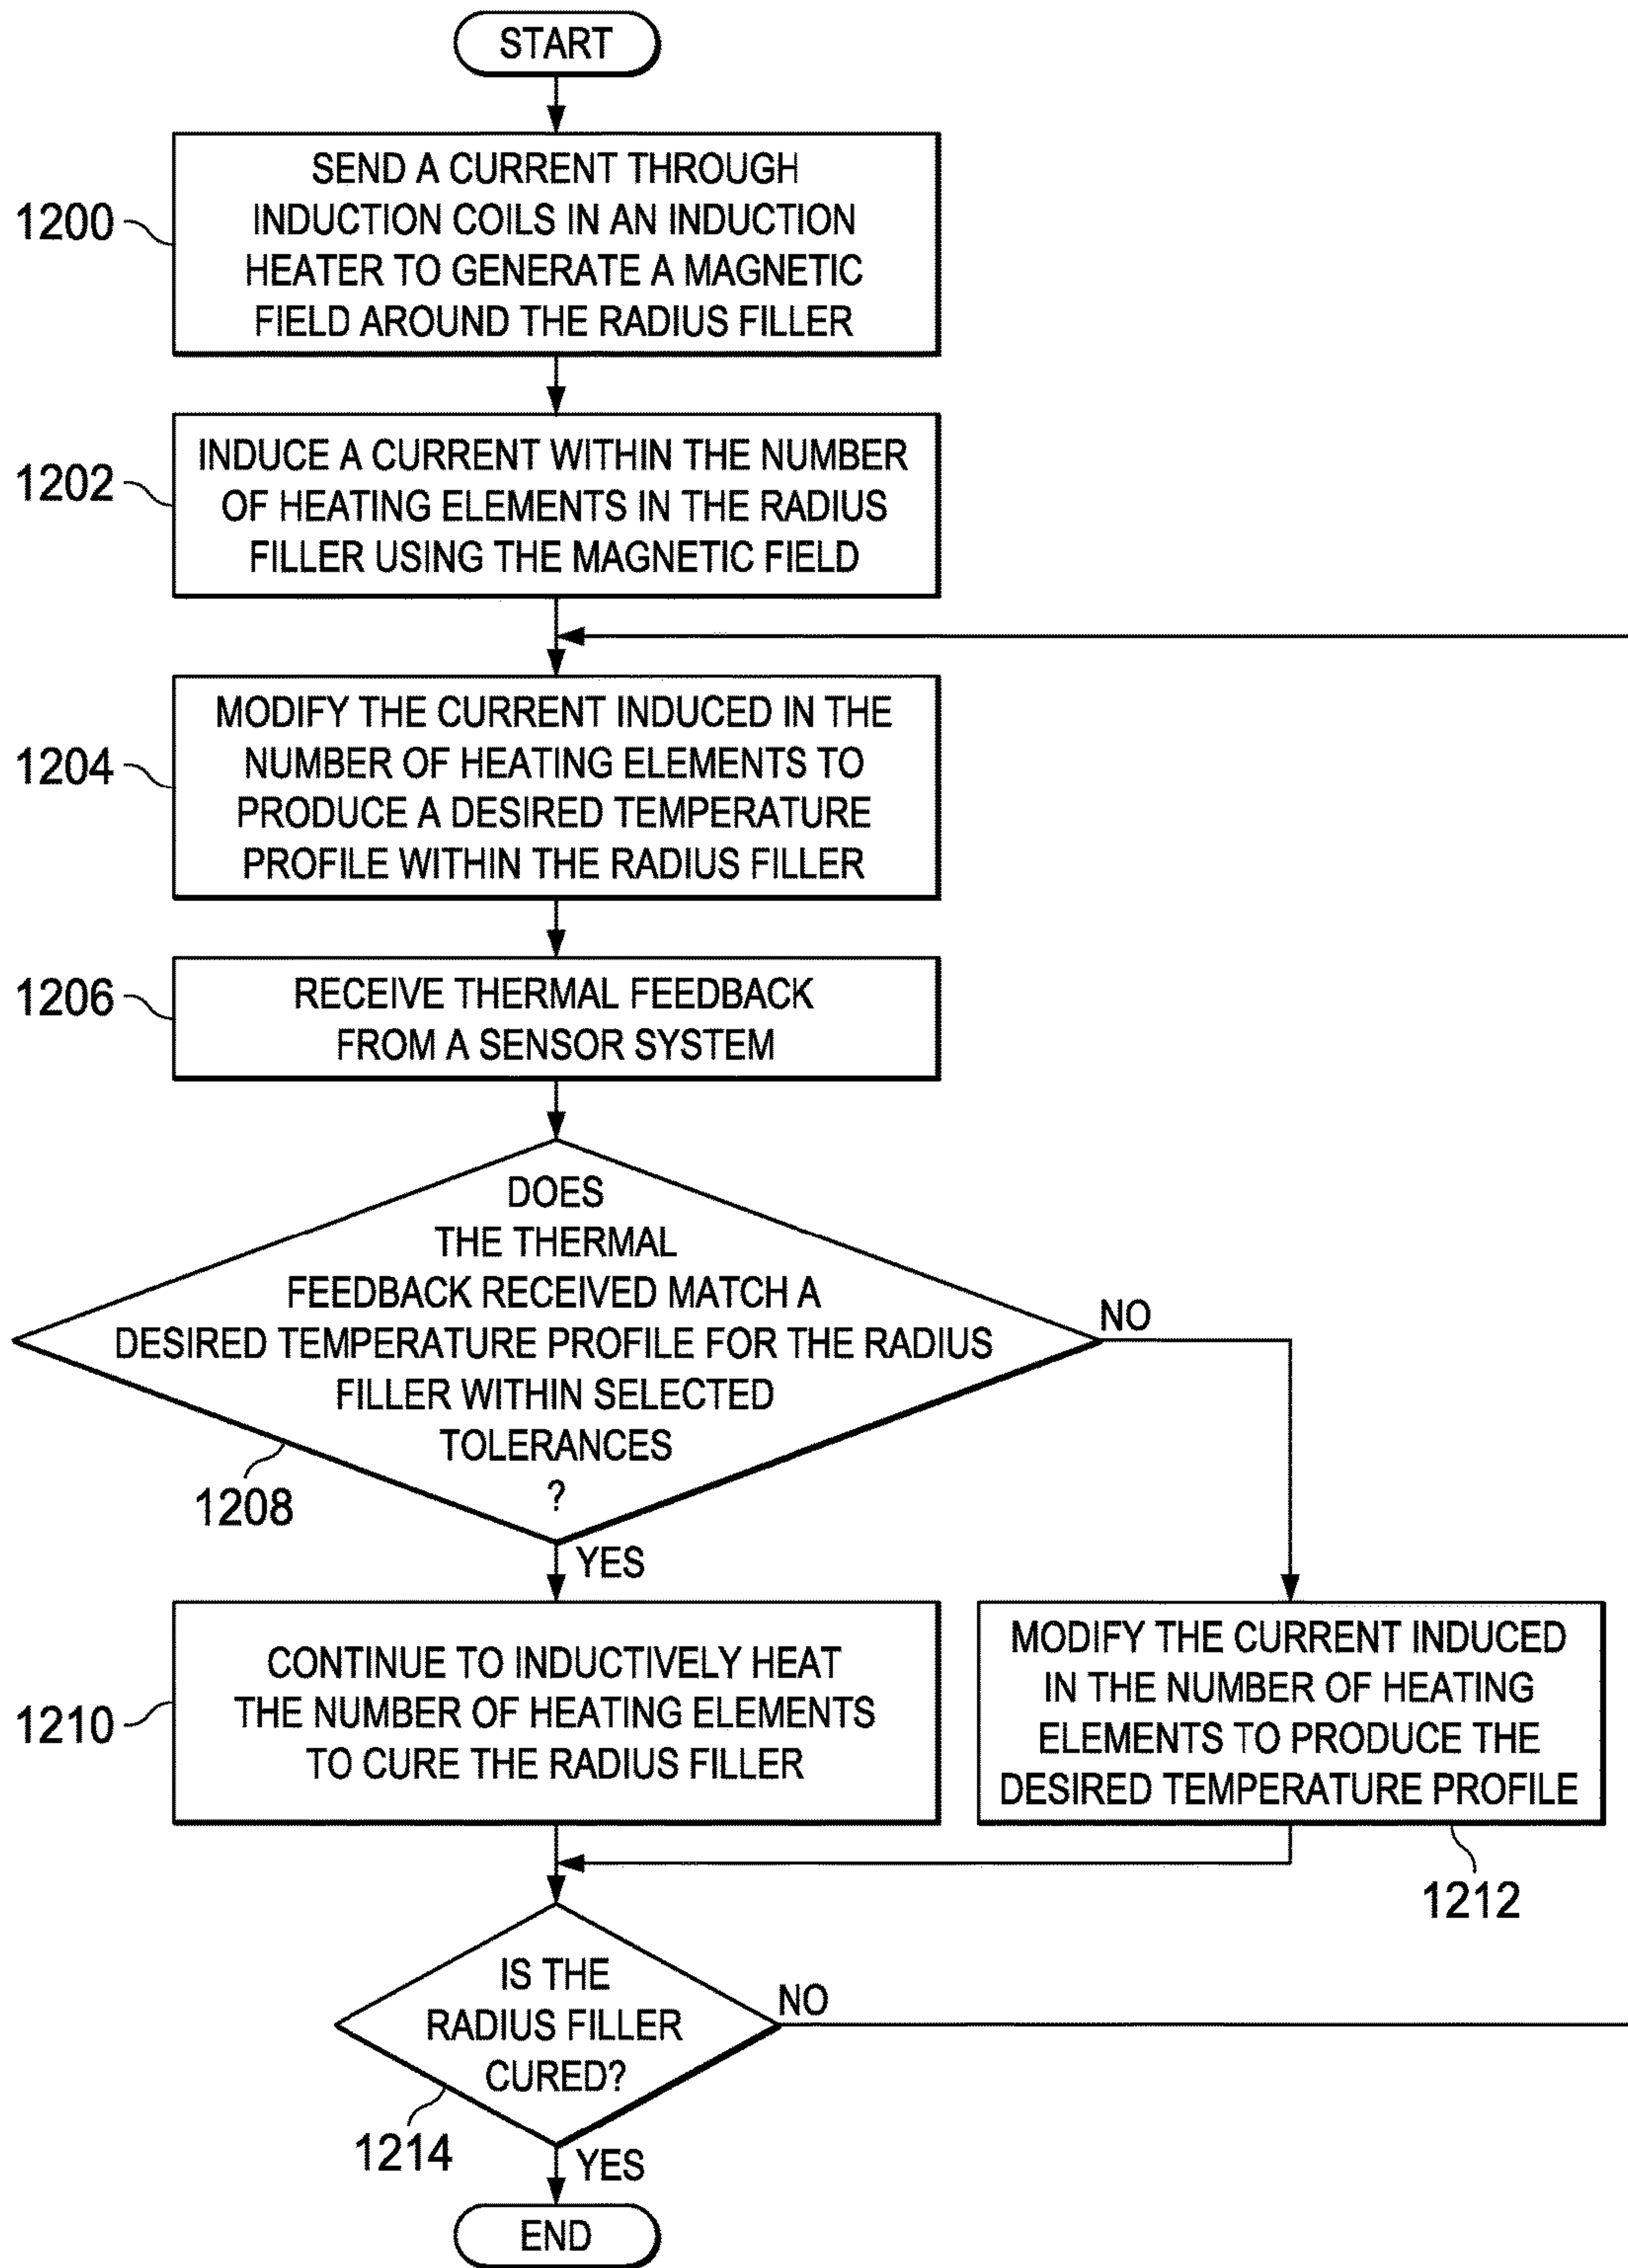 START
1200
SEND A CURRENT THROUGH
INDUCTION COILS IN AN INDUCTION
HEATER TO GENERATE A MAGNETIC
FIELD AROUND THE RADIUS FILLER
1202
INDUCE A CURRENT WITHIN THE NUMBER
OF HEATING ELEMENTS IN THE RADIUS
FILLER USING THE MAGNETIC FIELD
1204
MODIFY THE CURRENT INDUCED IN THE
NUMBER OF HEATING ELEMENTS TO
PRODUCE A DESIRED TEMPERATURE
PROFILE WITHIN THE RADIUS FILLER
1206
RECEIVE THERMAL FEEDBACK
FROM A SENSOR SYSTEM
DOES
THE THERMAL
FEEDBACK RECEIVED MATCH A
DESIRED TEMPERATURE PROFILE FOR THE RADIUS
FILLER WITHIN SELECTED
TOLERANCES
?
1208
NO
YES
1210
CONTINUE TO INDUCTIVELY HEAT
THE NUMBER OF HEATING ELEMENTS
TO CURE THE RADIUS FILLER
MODIFY THE CURRENT INDUCED
IN THE NUMBER OF HEATING
ELEMENTS TO PRODUCE THE
DESIRED TEMPERATURE PROFILE
1212
IS THE
RADIUS FILLER
CURED?
1214
NO
YES
END